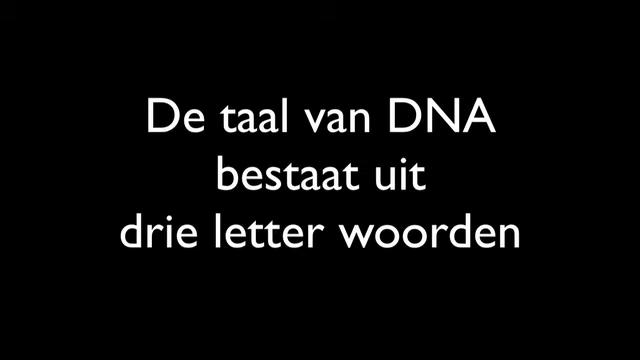 De taal van DNA
bestaat uit
drie letter woorden